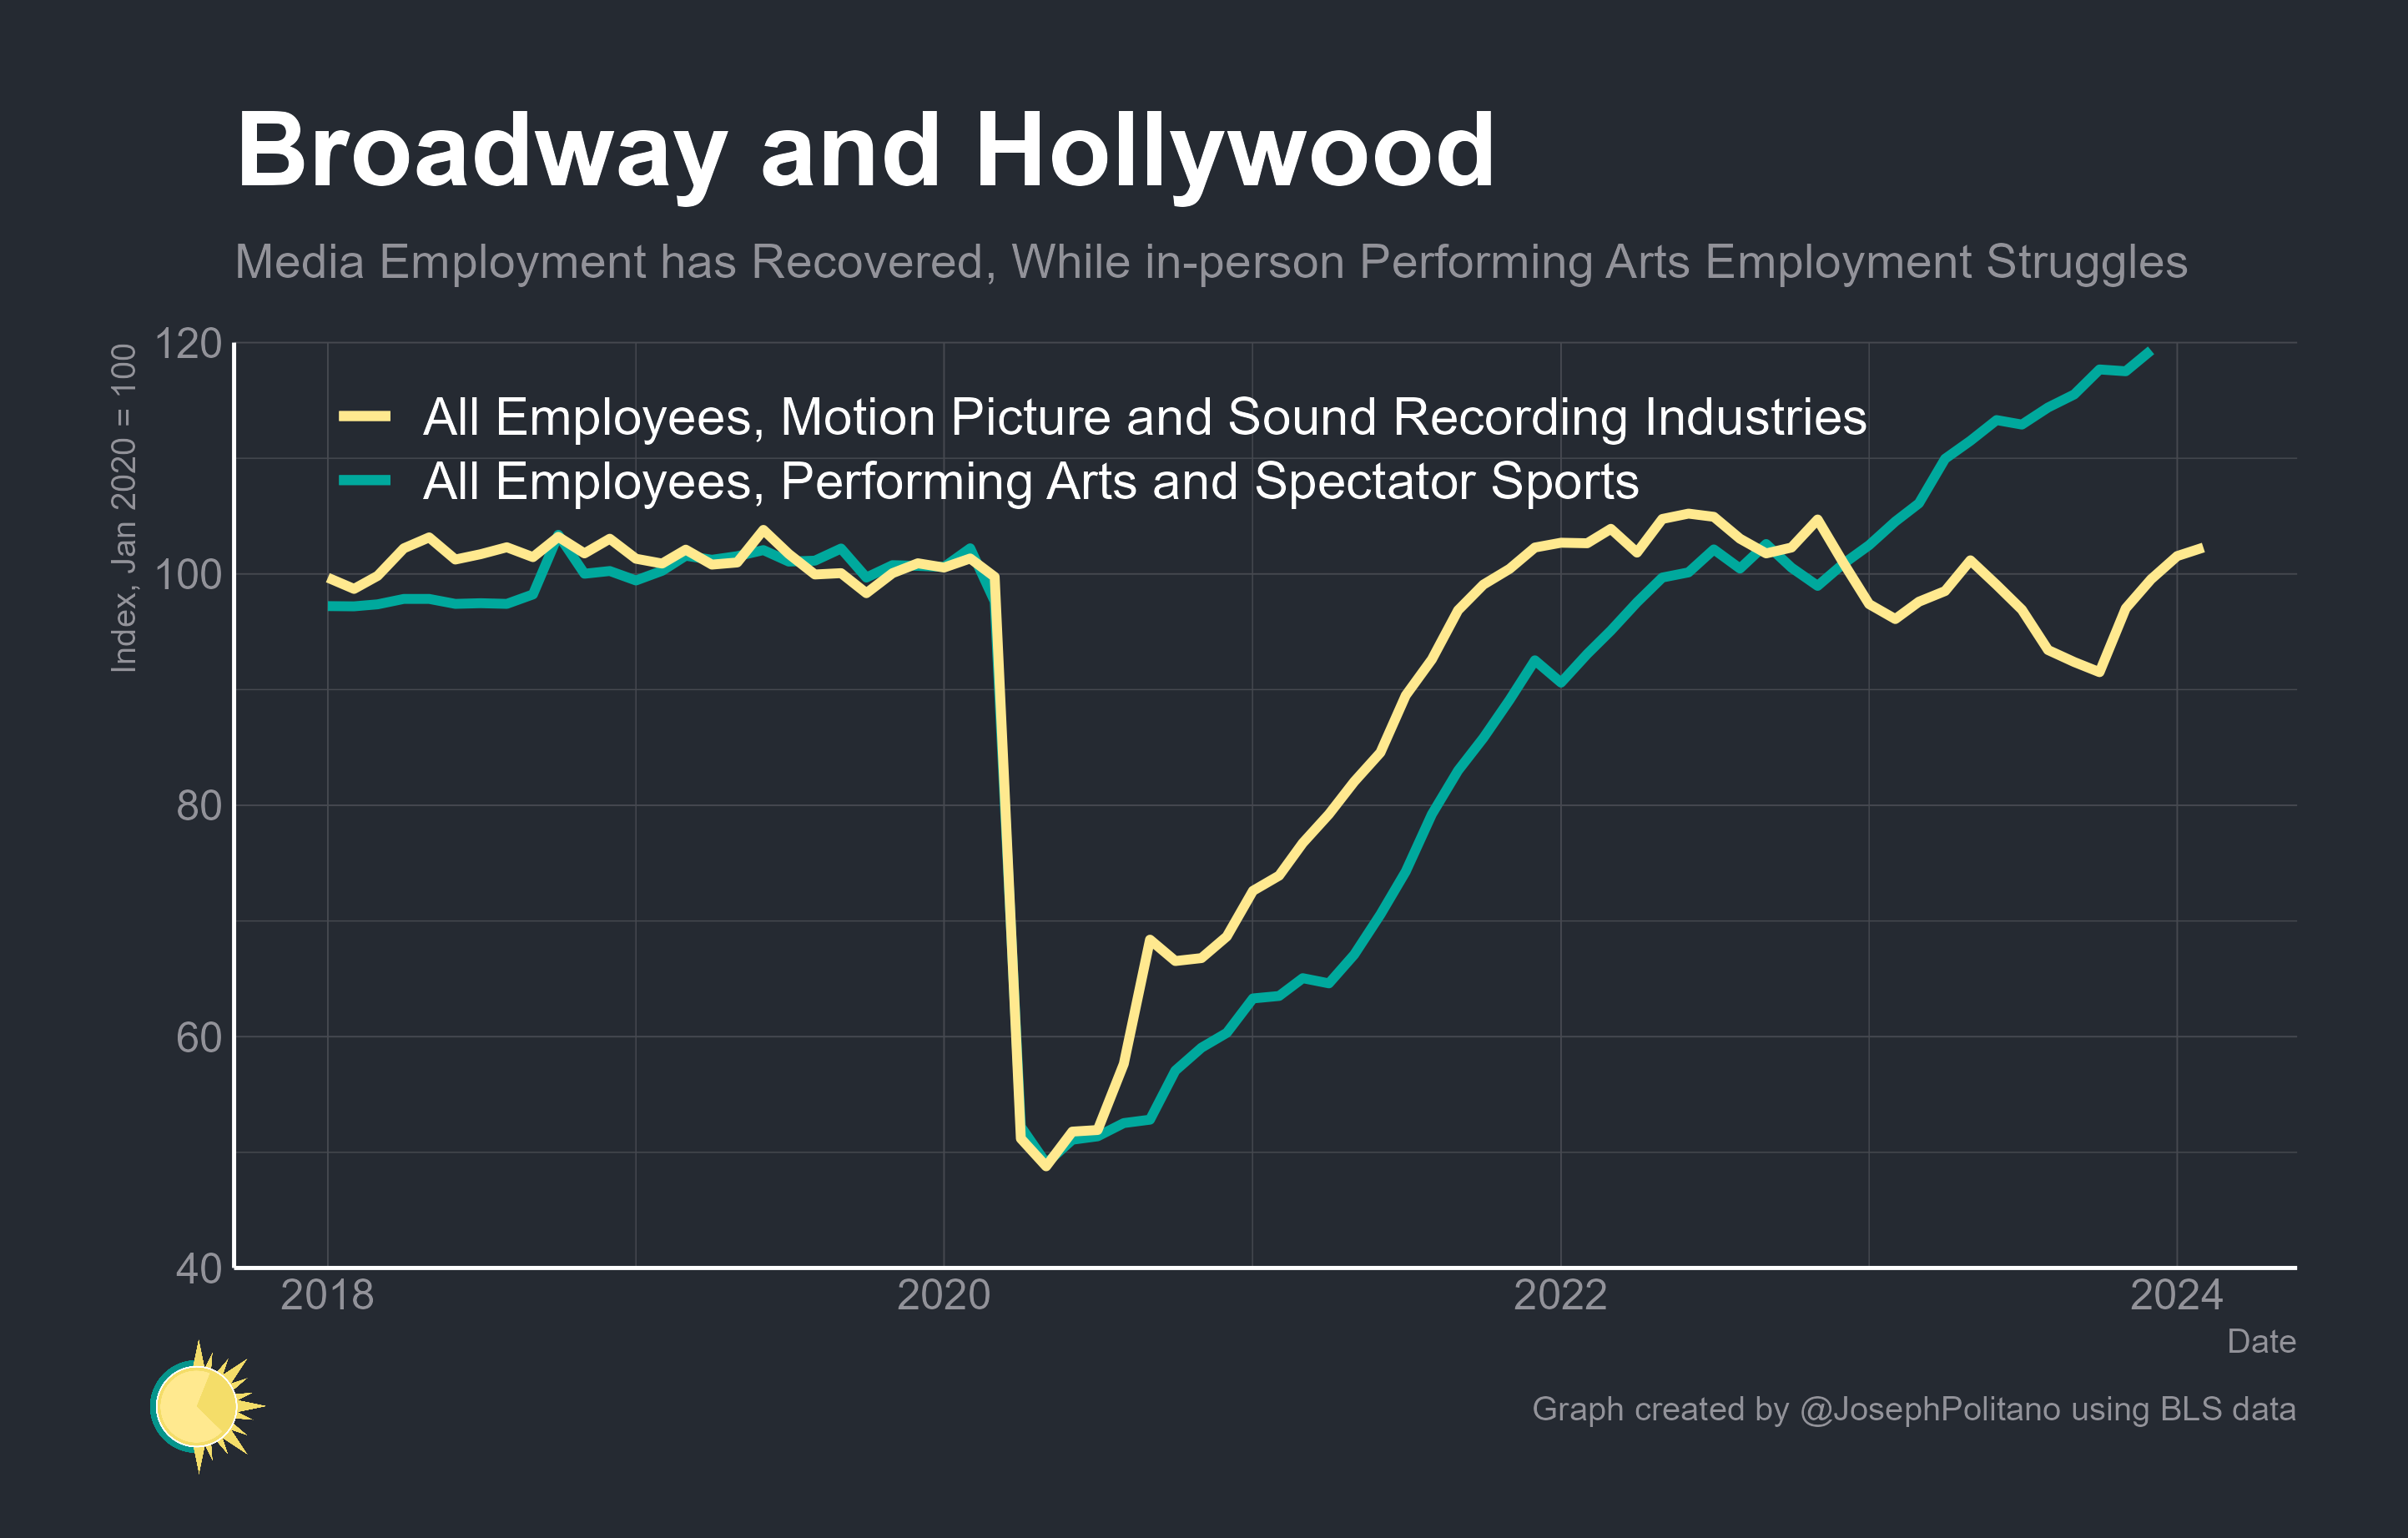 Broadway and Hollywood
Media Employment has Recovered, While in-person Performing Arts Employment Struggles
Index, Jan 2020 = 100
120
100
80
60
40
All Employees, Motion Picture and Sound Recording Industries
All Employees, Performing Arts and Spectator Sports
2018 2020 2022 2024
Date
Graph created by @JosephPolitano using BLS data